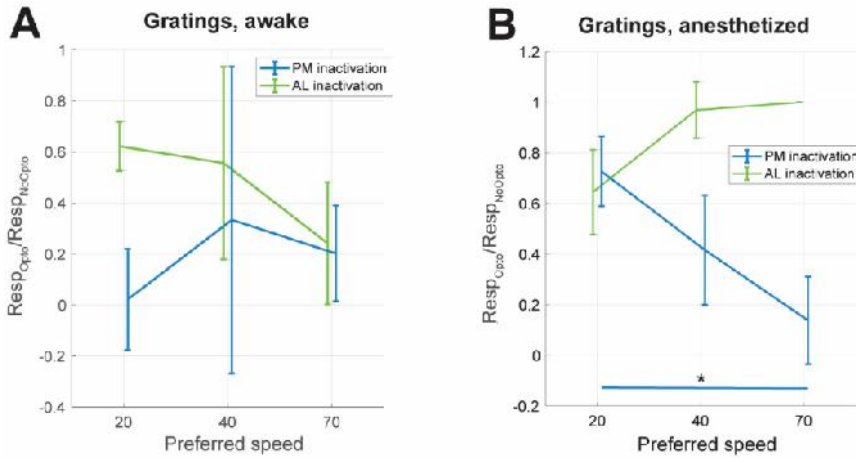 A
Gratings, awake
PM inactivation
AL inactivation
1
0.8
0.6
0.4
0.2
0
-0.2
-0.4
20
40
70
Preferred speed
Resp_Opto/Resp_NoOpto
B
Gratings, anesthetized
PM inactivation
AL inactivation
1.2
1
0.8
0.6
0.4
0.2
0
-0.2
*
20
40
70
Preferred speed
Resp_Opto/Resp_NoOpto